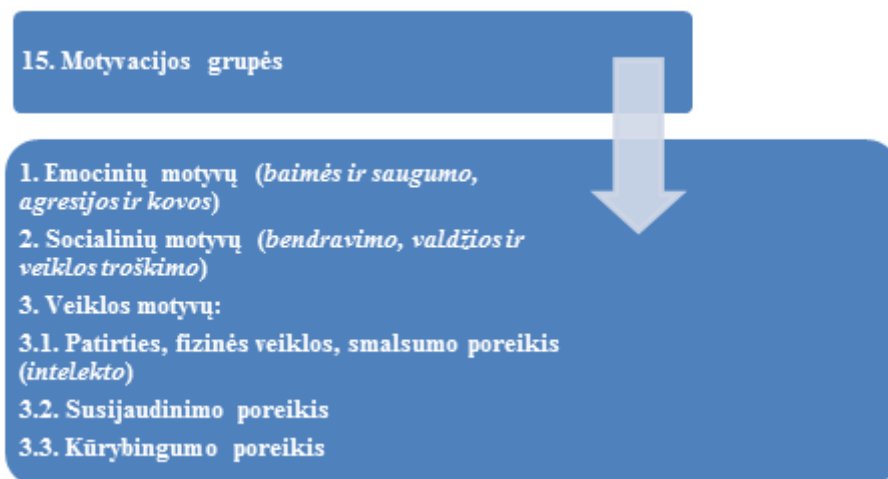 15. Motyvacijos grupės
1. Emocinių motyvų (baimės ir saugumo,
agresijos ir kovos)
2. Socialinių motyvų (bendravimo, valdžios ir
veiklos troškimo)
3. Veiklos motyvų:
3.1. Patirties, fizinės veiklos, smalsumo poreikis
(intelekto)
3.2. Susijaudinimo poreikis
3.3. Kūrybingumo poreikis